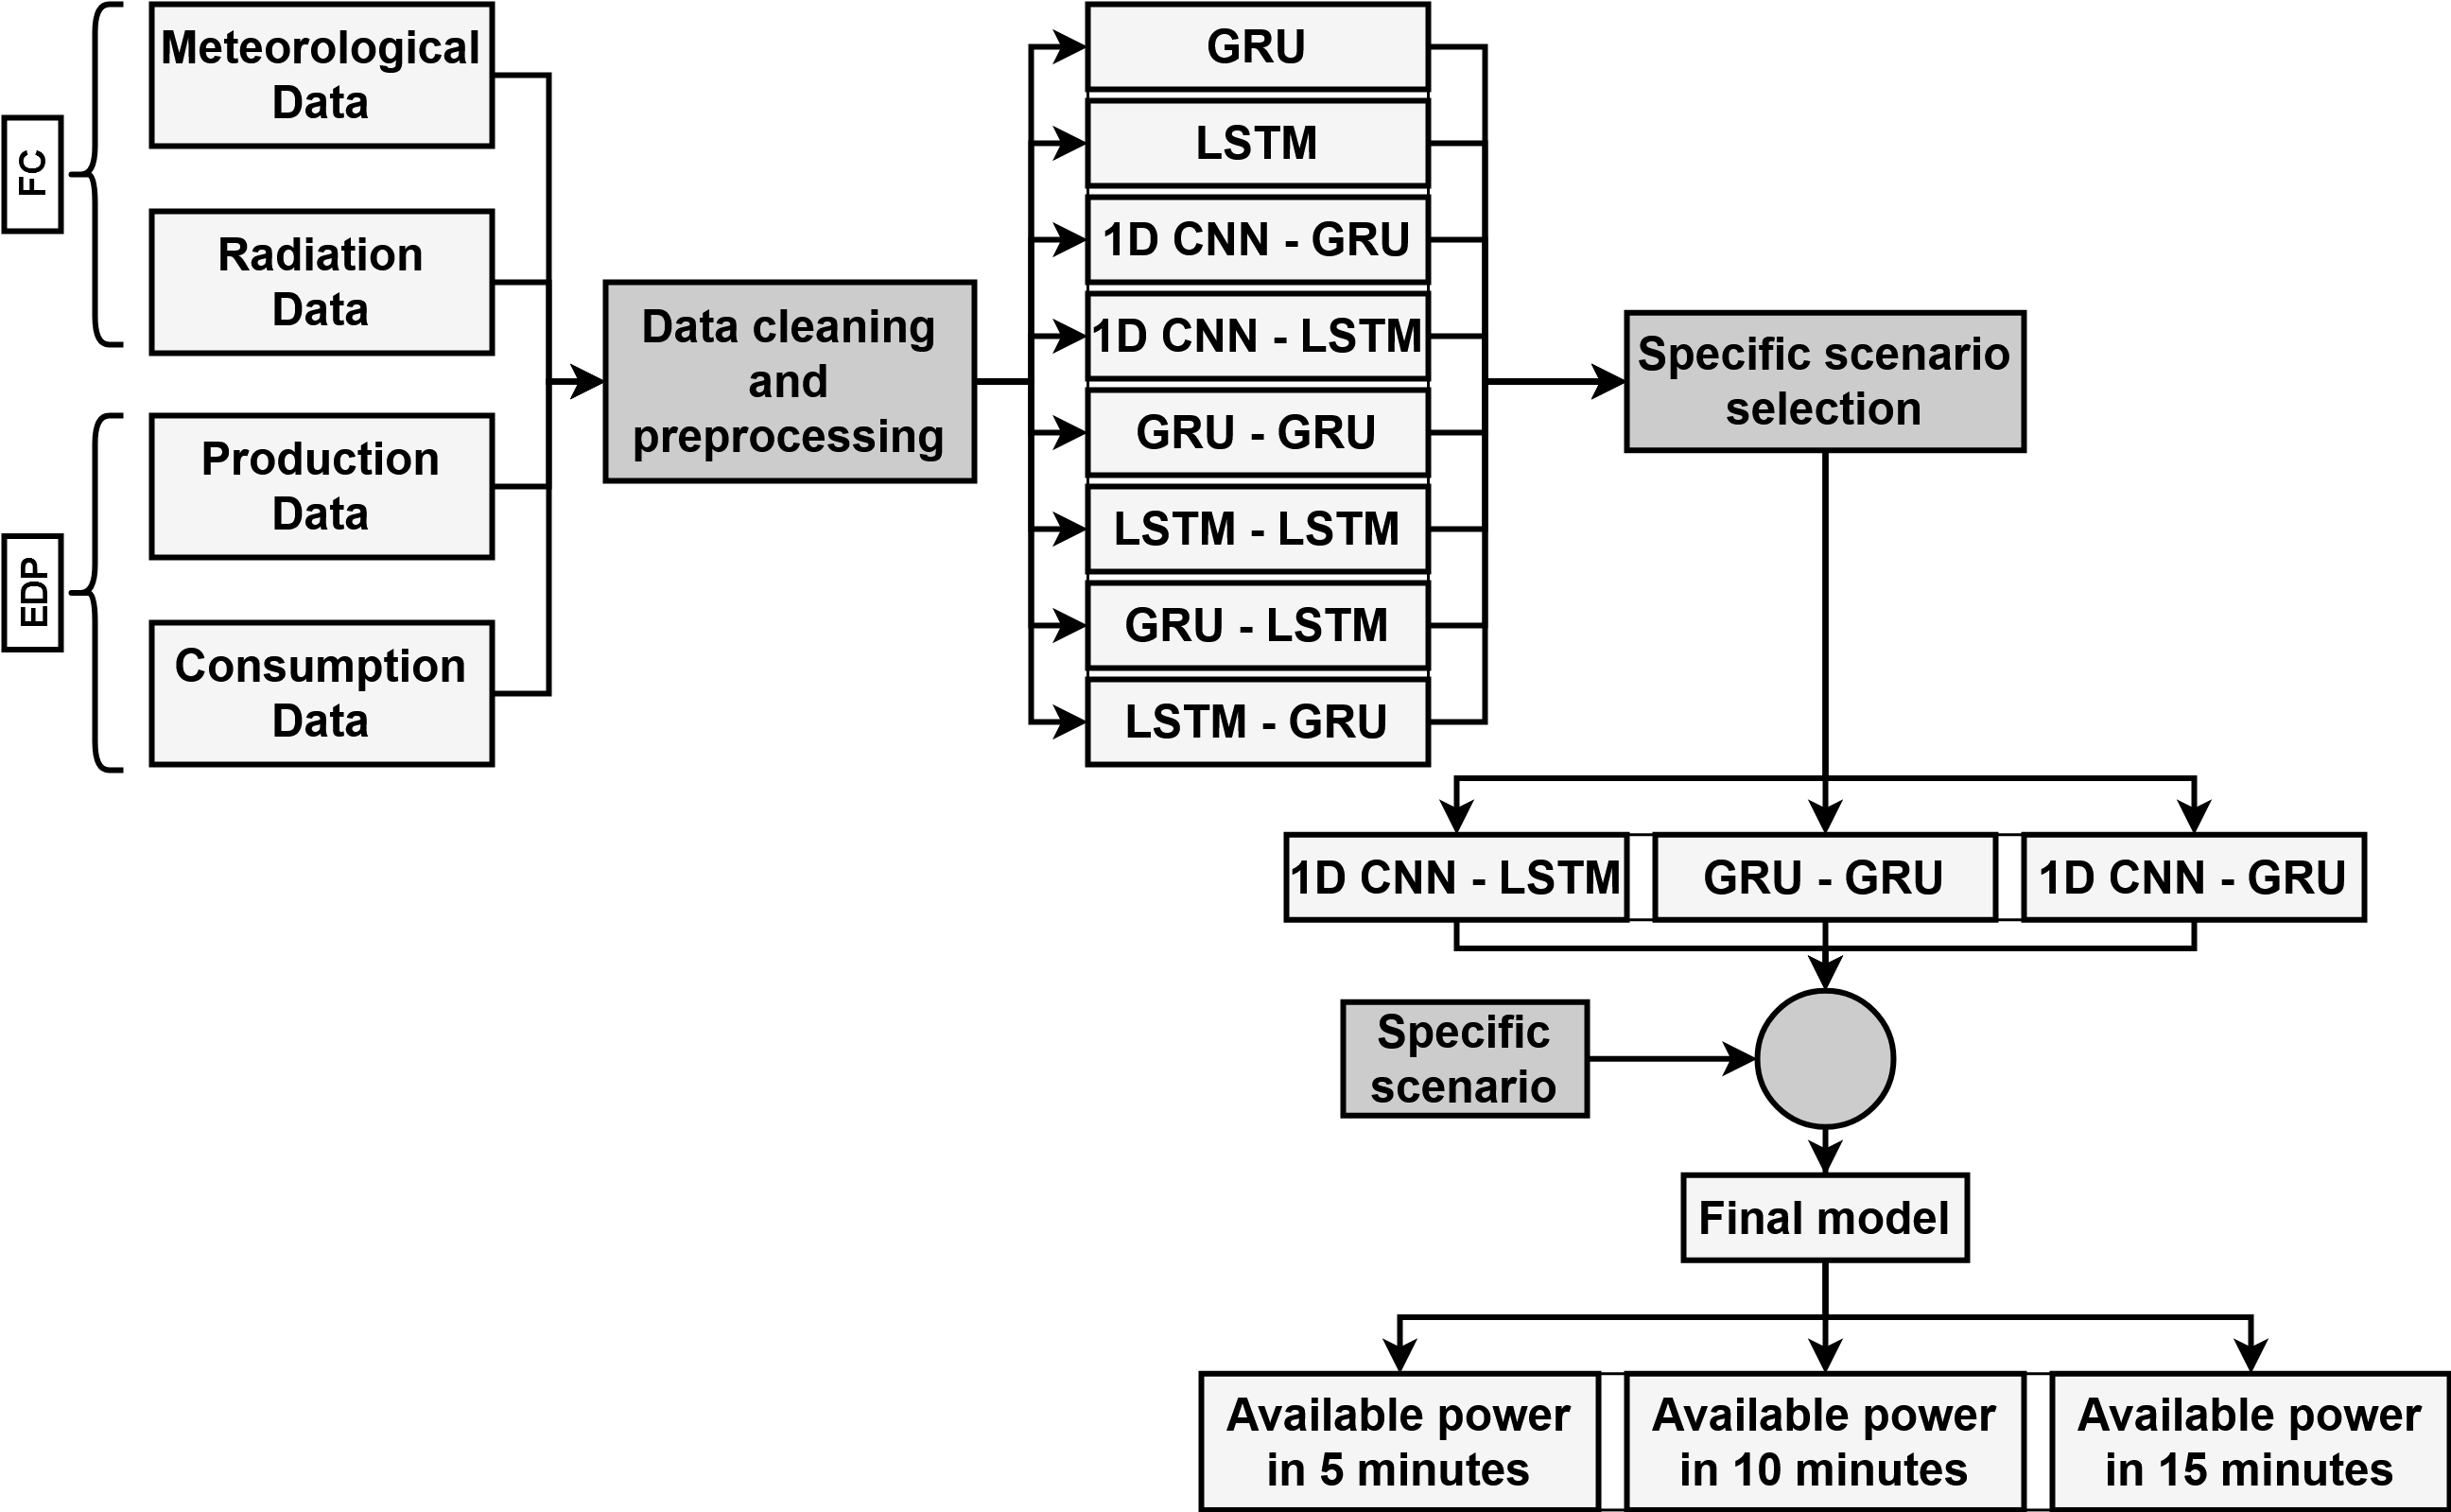 FC
Meteorological
Data
Radiation
Data
EDP
Production
Data
Consumption
Data
Data cleaning
and
preprocessing
GRU
LSTM
1D CNN - GRU
1D CNN - LSTM
GRU - GRU
LSTM - LSTM
GRU - LSTM
LSTM - GRU
Specific scenario
selection
1D CNN - LSTM
GRU - GRU
1D CNN - GRU
Specific
scenario
Final model
Available power
in 5 minutes
Available power
in 10 minutes
Available power
in 15 minutes